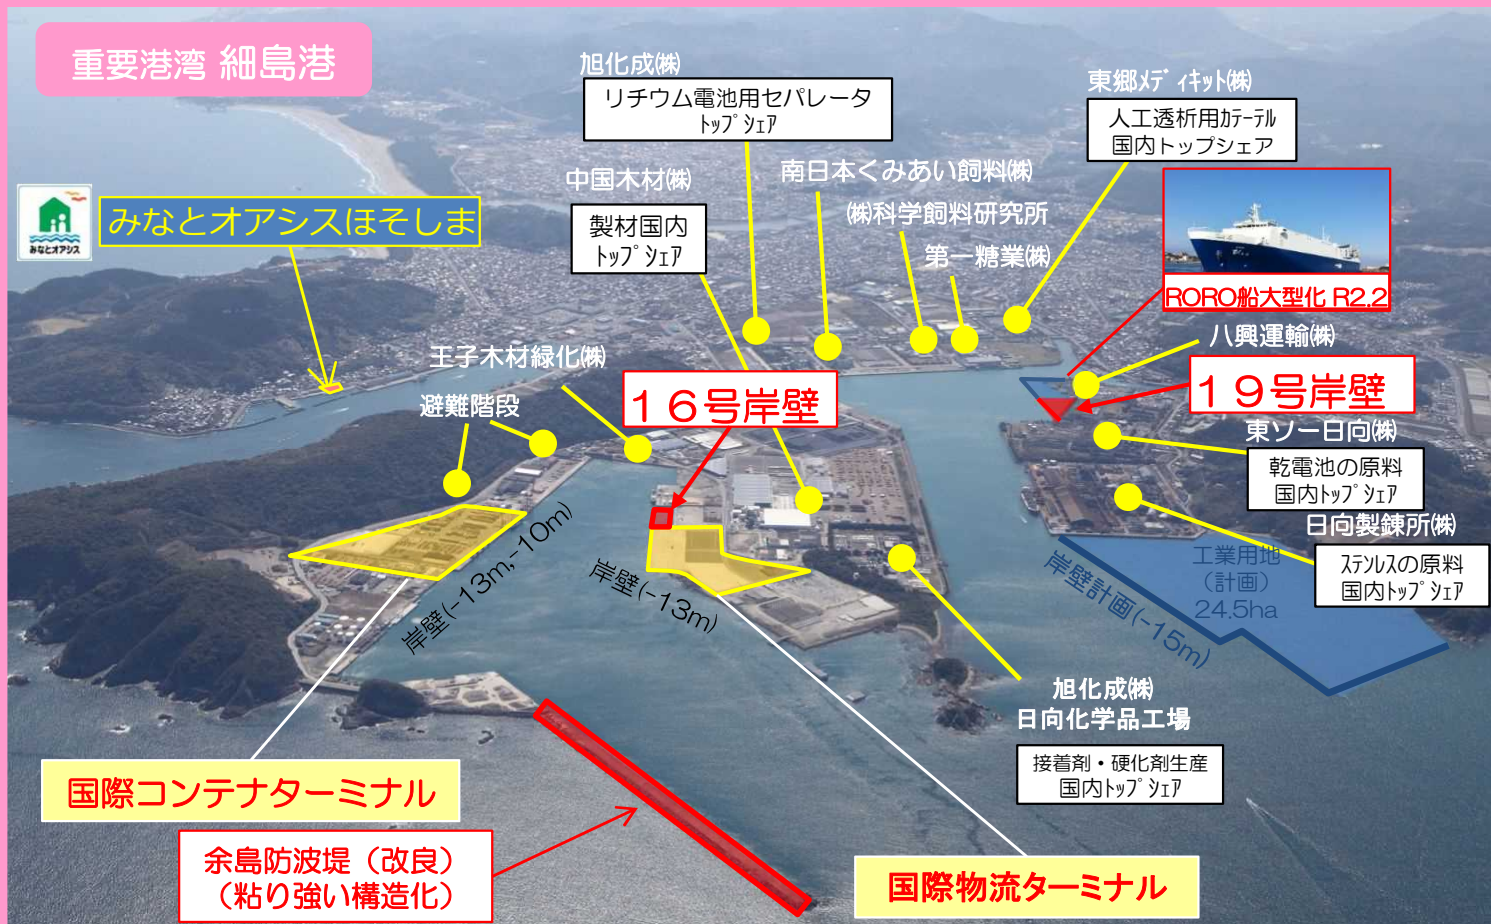 重要港湾 細島港
旭化成㈱
リチウム電池用セパレータ
ﾄｯﾌﾟｼｪｱ
東郷ﾒﾃﾞｨｷｯﾄ㈱
人工透析用ｶﾃｰﾃﾙ
国内トップシェア
中国木材㈱
製材国内
ﾄｯﾌﾟｼｪｱ
南日本くみあい飼料㈱
㈱科学飼料研究所
第一糖業㈱
みなとオアシス
みなとオアシスほそしま
RORO船大型化 R2.2
八興運輸㈱
王子木材緑化㈱
避難階段
１６号岸壁
１９号岸壁
東ソー日向㈱
乾電池の原料
国内ﾄｯﾌﾟｼｪｱ
日向製錬所㈱
ｽﾃﾝﾚｽの原料
国内ﾄｯﾌﾟｼｪｱ
岸壁(-13m,-10m)
岸壁(-13m)
岸壁計画(-15m)
工業用地
（計画）
24.5ha
旭化成㈱
日向化学品工場
接着剤・硬化剤生産
国内ﾄｯﾌﾟｼｪｱ
国際コンテナターミナル
余島防波堤（改良）
（粘り強い構造化）
国際物流ターミナル